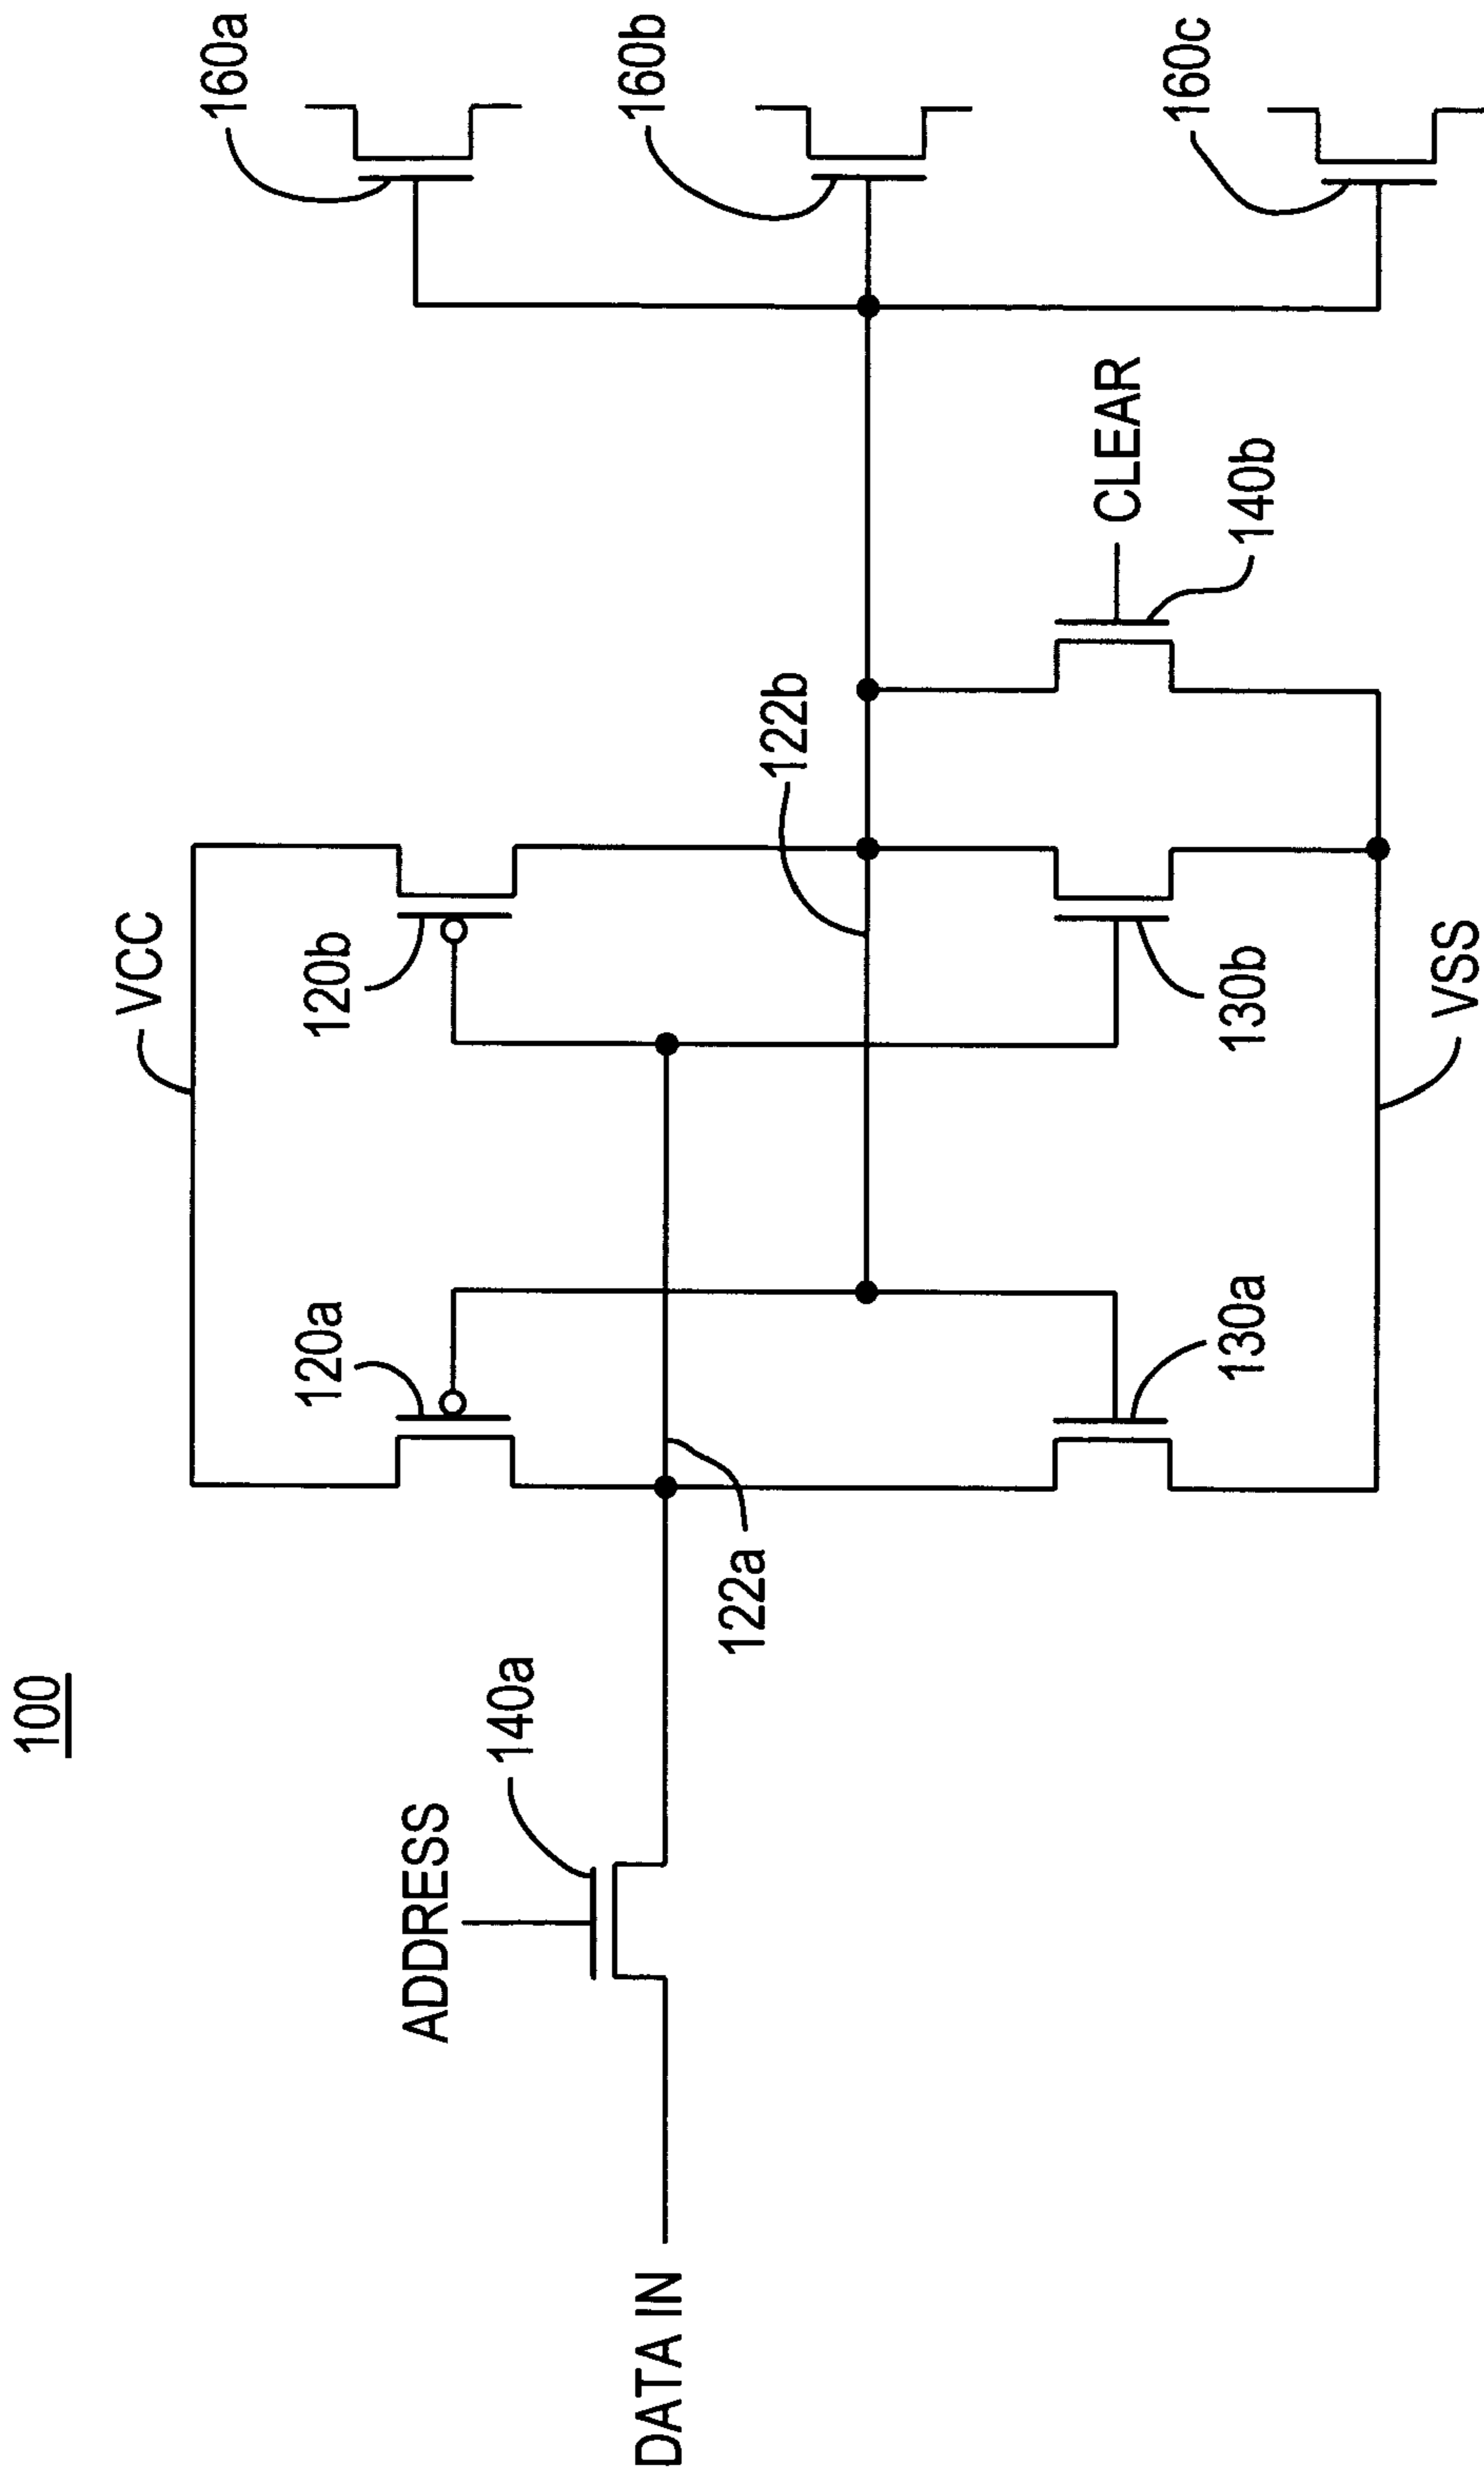 100
VCC
120a
120b
160a
ADDRESS
140a
160b
DATA IN
122a
122b
CLEAR
160c
130a
130b
140b
VSS